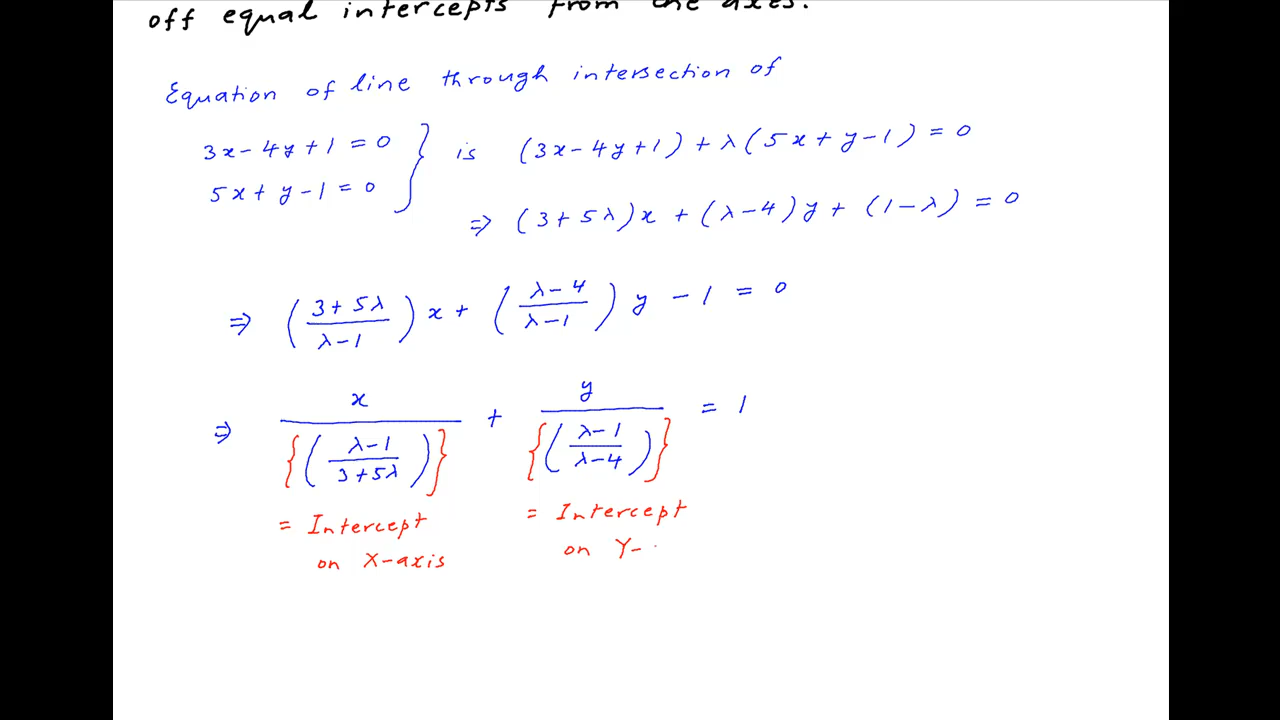 off equal intercepts from the axes.
Equation of line through intersection of
3x-4y+1=0 } is (3x-4y+1)+λ(5x+y-1)=0
5x+y-1=0
⇒ (3+5λ)x+(λ-4)y+(1-λ)=0
⇒ ((3+5λ)/(λ-1))x+((λ-4)/(λ-1))y-1=0
⇒ x/{((λ-1)/(3+5λ))} + y/{((λ-1)/(λ-4))} = 1
= Intercept on X-axis
= Intercept on Y-